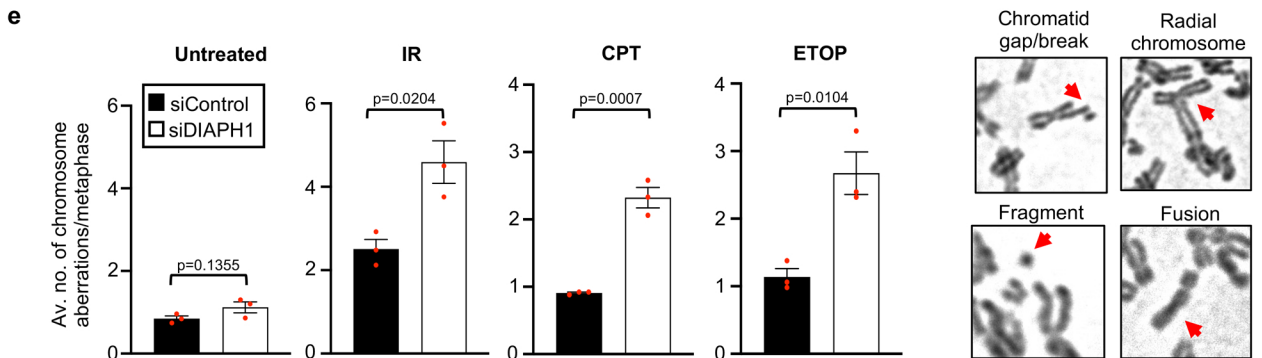 e
Untreated
IR
CPT
ETOP
siControl
siDIAPH1
Av. no. of chromosome
aberrations/metaphase
6
4
2
0
p=0.1355
6
4
2
0
p=0.0204
4
3
2
1
0
p=0.0007
4
3
2
1
0
p=0.0104
Chromatid
gap/break
Radial
chromosome
Fragment
Fusion